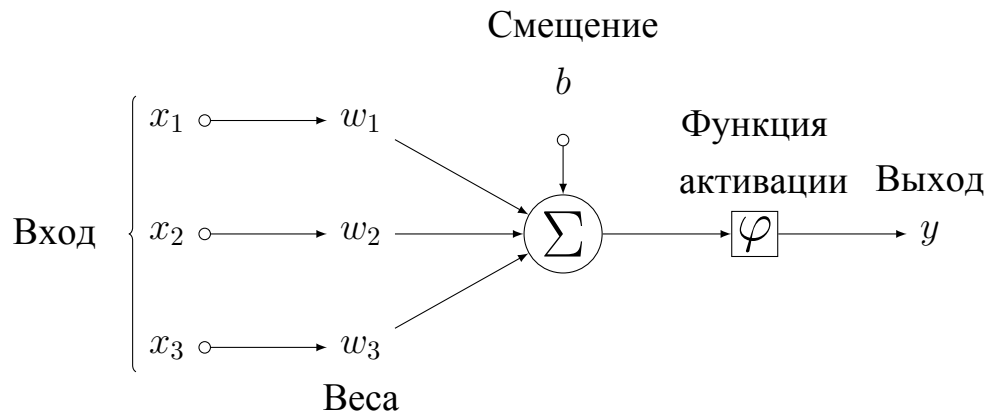 Смещение
b
x₁ w₁
Функция
активации
Выход
Вход
x₂ w₂ Σ φ y
x₃ w₃
Веса